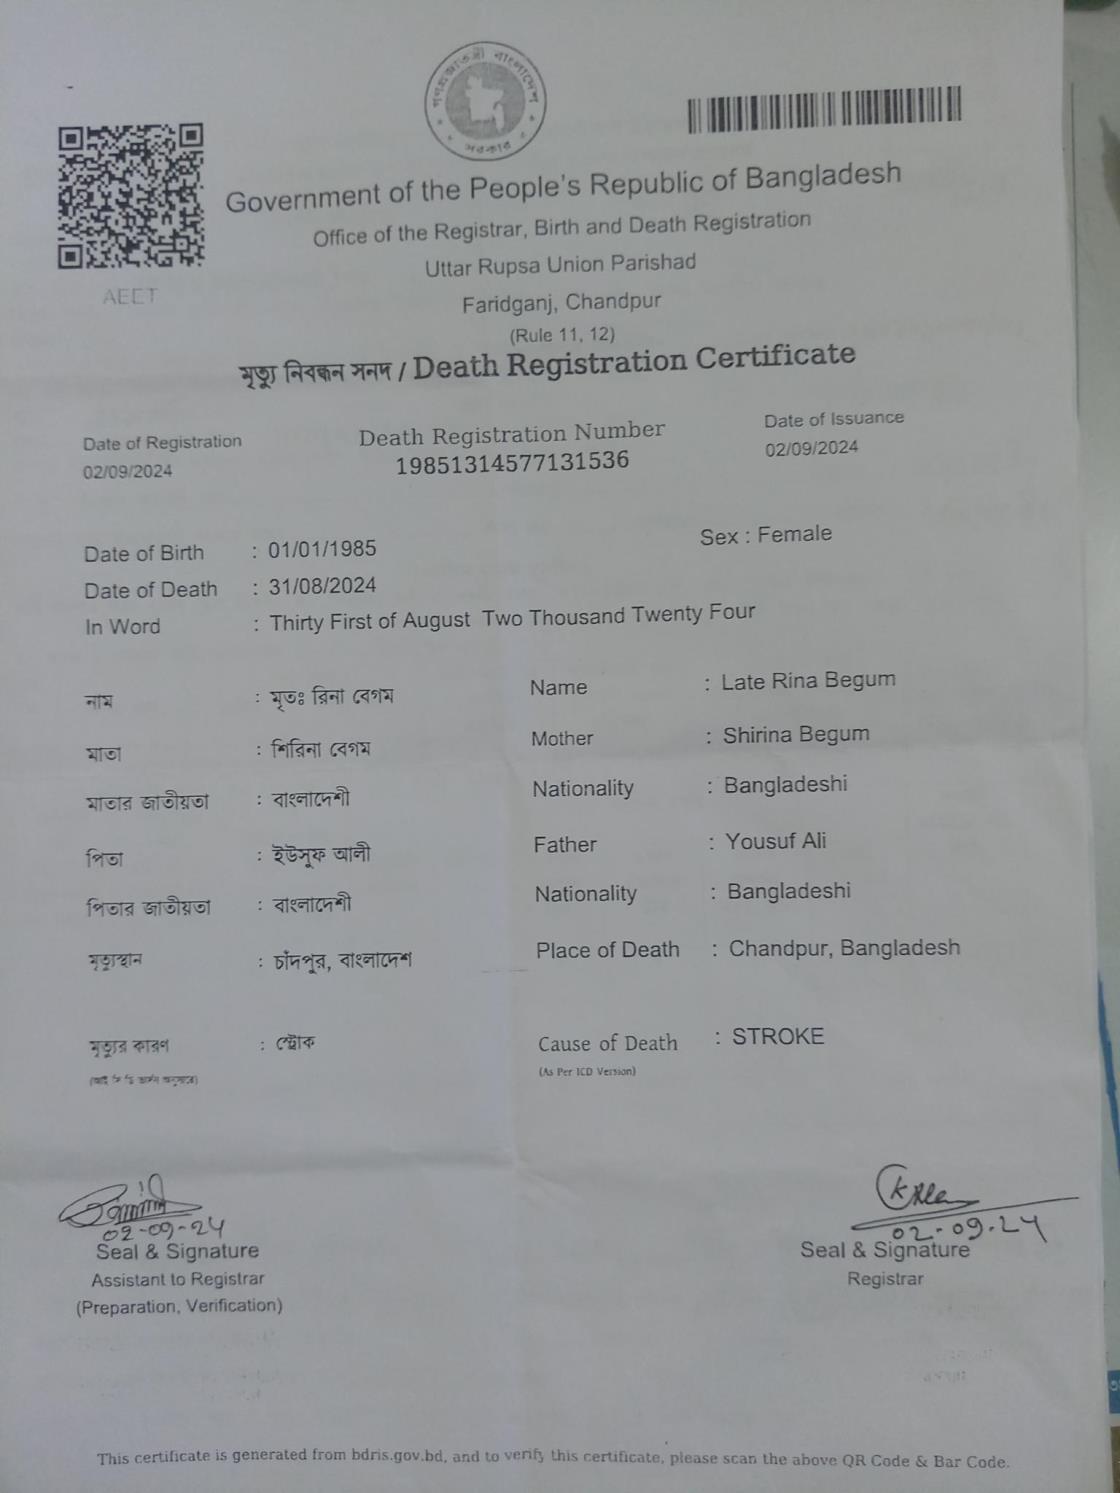 গণপ্রজাতন্ত্রী বাংলাদেশ
সরকার
AEET
Government of the People's Republic of Bangladesh
Office of the Registrar, Birth and Death Registration
Uttar Rupsa Union Parishad
Faridganj, Chandpur
(Rule 11, 12)
মৃত্যু নিবন্ধন সনদ / Death Registration Certificate
Date of Registration Death Registration Number Date of Issuance
02/09/2024 19851314577131536 02/09/2024
Date of Birth : 01/01/1985 Sex : Female
Date of Death : 31/08/2024
In Word : Thirty First of August Two Thousand Twenty Four
নাম : মৃতঃ রিনা বেগম Name : Late Rina Begum
মাতা : শিরিনা বেগম Mother : Shirina Begum
মাতার জাতীয়তা : বাংলাদেশী Nationality : Bangladeshi
পিতা : ইউসুফ আলী Father : Yousuf Ali
পিতার জাতীয়তা : বাংলাদেশী Nationality : Bangladeshi
মৃত্যুস্থান : চাঁদপুর, বাংলাদেশ Place of Death : Chandpur, Bangladesh
মৃত্যুর কারণ : স্ট্রোক Cause of Death : STROKE
(As Per ICD Version)
02-09-24 02-09-24
Seal & Signature Seal & Signature
Assistant to Registrar Registrar
(Preparation, Verification)
This certificate is generated from bdris.gov.bd, and to verify this certificate, please scan the above QR Code & Bar Code.